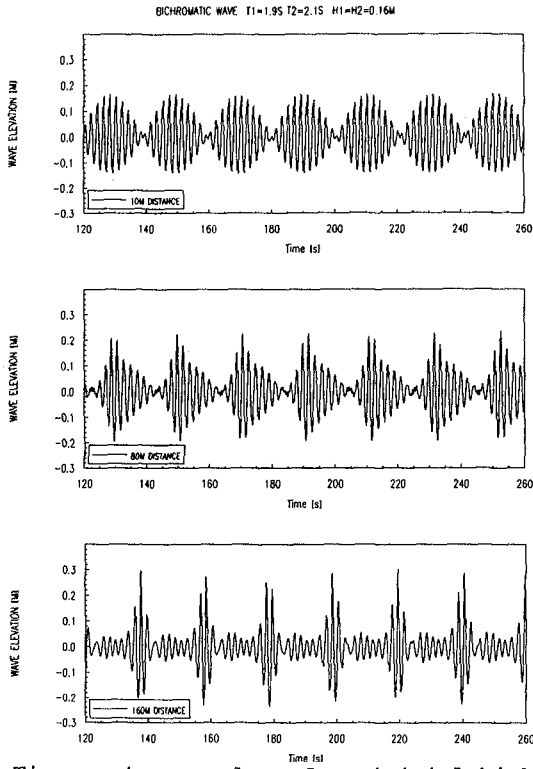 BICHROMATIC WAVE T1=1.9S T2=2.1S H1=H2=0.16M
WAVE ELEVATION [M]
0.3
0.2
0.1
0.0
-0.1
-0.2
-0.3
10M DISTANCE
120 140 160 180 200 220 240 260
Time [s]
WAVE ELEVATION [M]
0.3
0.2
0.1
0.0
-0.1
-0.2
-0.3
80M DISTANCE
120 140 160 180 200 220 240 260
Time [s]
WAVE ELEVATION [M]
0.3
0.2
0.1
0.0
-0.1
-0.2
-0.3
160M DISTANCE
120 140 160 180 200 220 240 260
Time [s]